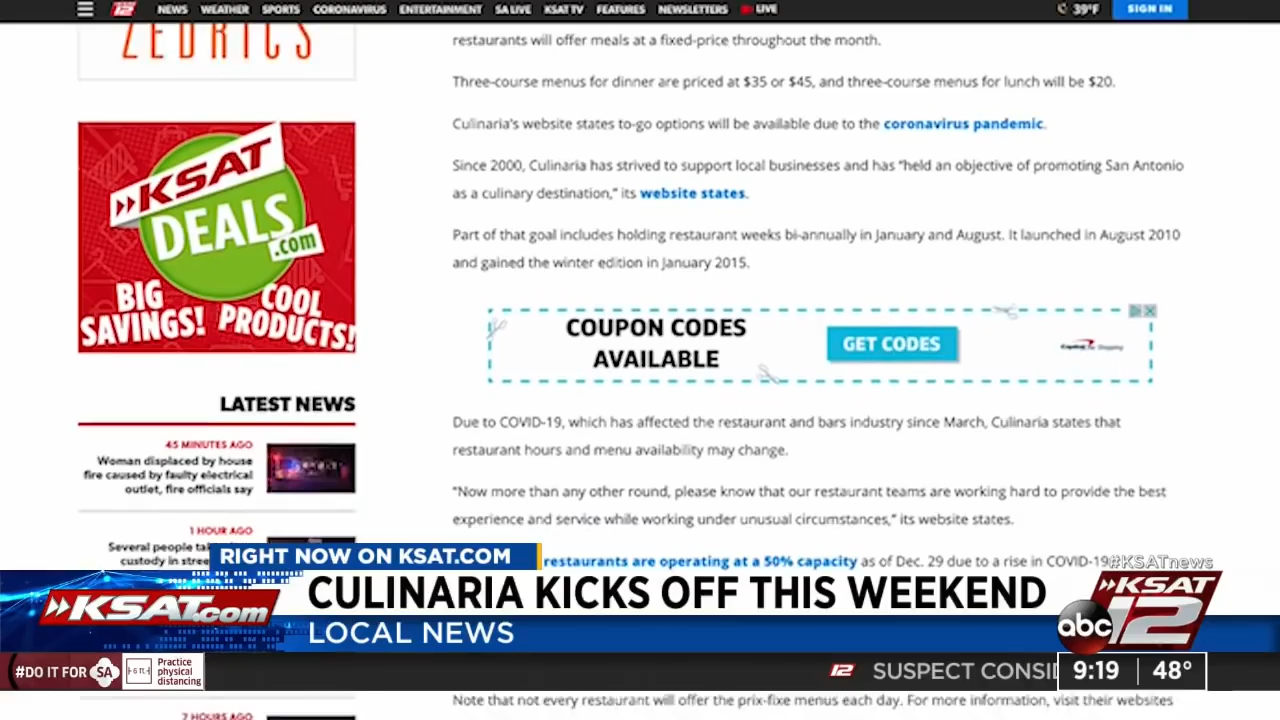 12 NEWS WEATHER SPORTS CORONAVIRUS ENTERTAINMENT SA LIVE KSAT TV FEATURES NEWSLETTERS LIVE 39°F SIGN IN
ZEDRICS
restaurants will offer meals at a fixed-price throughout the month.
Three-course menus for dinner are priced at $35 or $45, and three-course menus for lunch will be $20.
Culinaria's website states to-go options will be available due to the coronavirus pandemic.
Since 2000, Culinaria has strived to support local businesses and has "held an objective of promoting San Antonio
as a culinary destination," its website states.
Part of that goal includes holding restaurant weeks bi-annually in January and August. It launched in August 2010
and gained the winter edition in January 2015.
KSAT
DEALS
.com
BIG
SAVINGS!
COOL
PRODUCTS!
COUPON CODES
AVAILABLE
GET CODES
Capital Shopping
LATEST NEWS
45 MINUTES AGO
Woman displaced by house
fire caused by faulty electrical
outlet, fire officials say
1 HOUR AGO
Several people
custody in
Due to COVID-19, which has affected the restaurant and bars industry since March, Culinaria states that
restaurant hours and menu availability may change.
"Now more than any other round, please know that our restaurant teams are working hard to provide the best
experience and service while working under unusual circumstances," its website states.
restaurants are operating at a 50% capacity as of Dec. 29 due to a rise in COVID-19
#KSATnews
RIGHT NOW ON KSAT.COM
CULINARIA KICKS OFF THIS WEEKEND
KSAT.com
LOCAL NEWS
KSAT
abc 12
#DO IT FOR SA
6 ft
Practice
physical
distancing
12 SUSPECT CONSI
9:19 48°
Note that not every restaurant will offer the prix-fixe menus each day. For more information, visit their websites
7 HOURS AGO